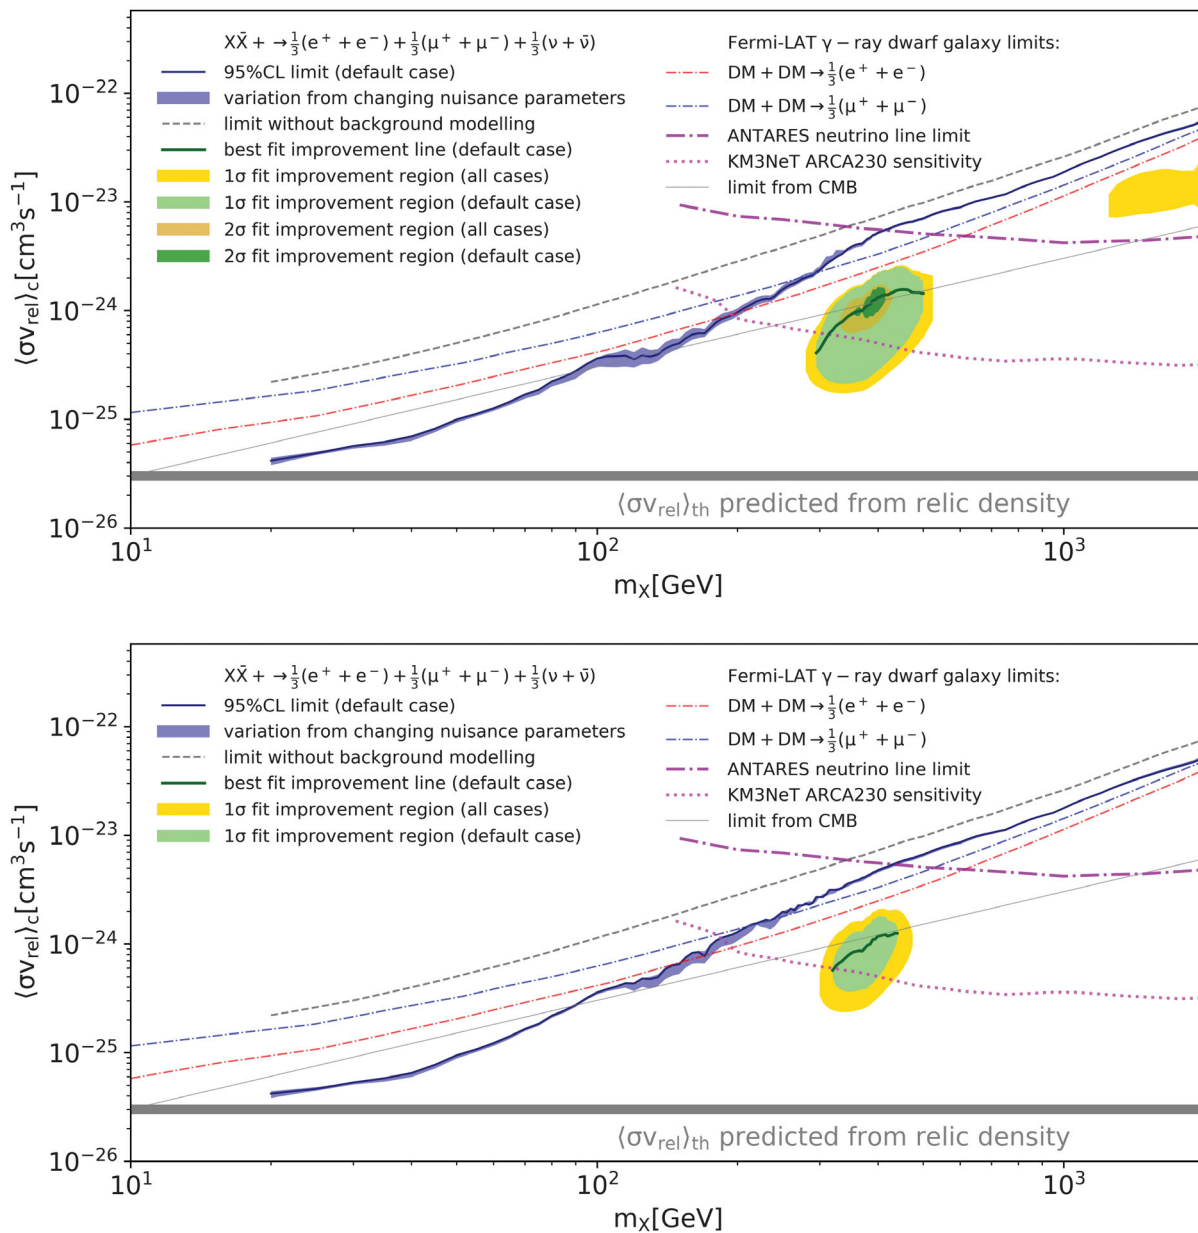 XX̄ + → 1/3(e⁺ + e⁻) + 1/3(μ⁺ + μ⁻) + 1/3(ν + ν̄)
95%CL limit (default case)
variation from changing nuisance parameters
limit without background modelling
best fit improvement line (default case)
1σ fit improvement region (all cases)
1σ fit improvement region (default case)
2σ fit improvement region (all cases)
2σ fit improvement region (default case)
Fermi-LAT γ − ray dwarf galaxy limits:
DM + DM → 1/3(e⁺ + e⁻)
DM + DM → 1/3(μ⁺ + μ⁻)
ANTARES neutrino line limit
KM3NeT ARCA230 sensitivity
limit from CMB
⟨σv_rel⟩_c[cm³s⁻¹]
10⁻²²
10⁻²³
10⁻²⁴
10⁻²⁵
10⁻²⁶
⟨σv_rel⟩_th predicted from relic density
10¹ 10² 10³
m_X[GeV]
XX̄ + → 1/3(e⁺ + e⁻) + 1/3(μ⁺ + μ⁻) + 1/3(ν + ν̄)
95%CL limit (default case)
variation from changing nuisance parameters
limit without background modelling
best fit improvement line (default case)
1σ fit improvement region (all cases)
1σ fit improvement region (default case)
Fermi-LAT γ − ray dwarf galaxy limits:
DM + DM → 1/3(e⁺ + e⁻)
DM + DM → 1/3(μ⁺ + μ⁻)
ANTARES neutrino line limit
KM3NeT ARCA230 sensitivity
limit from CMB
⟨σv_rel⟩_c[cm³s⁻¹]
10⁻²²
10⁻²³
10⁻²⁴
10⁻²⁵
10⁻²⁶
⟨σv_rel⟩_th predicted from relic density
10¹ 10² 10³
m_X[GeV]